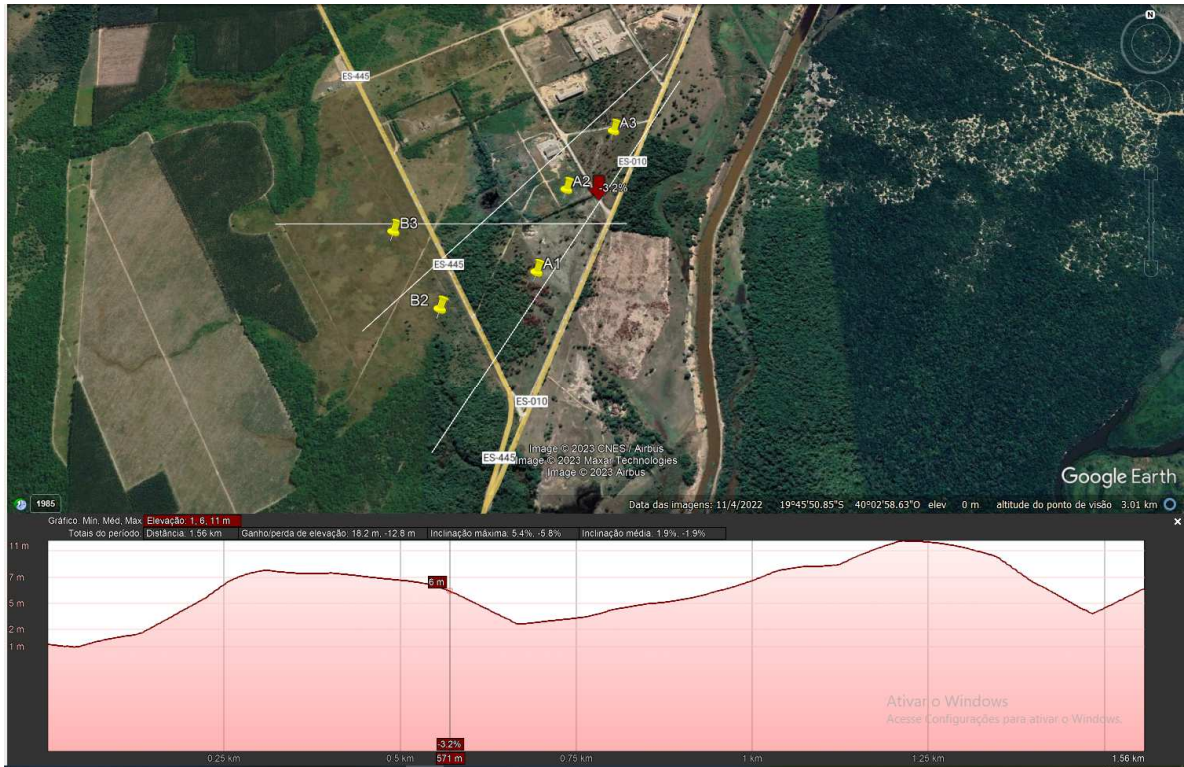 N
ES-445
A3
ES-010
A2
-3.2%
B3
ES-445
A1
B2
ES-010
ES-445
Image © 2023 CNES / Airbus
Image © 2023 Maxar Technologies
Image © 2023 Airbus
Google Earth
1985
Data das imagens: 11/4/2022 19°45'50.85"S 40°02'58.63"O elev 0 m altitude do ponto de visão 3.01 km
Gráfico: Mín. Méd, Max Elevação: 1, 6, 11 m
Totais do período: Distância: 1.56 km Ganho/perda de elevação: 18.2 m, -12.8 m Inclinação máxima: 5.4%, -5.8% Inclinação média: 1.9%, -1.9%
11 m
7 m
6 m
5 m
2 m
1 m
Ativar o Windows
Acesse Configurações para ativar o Windows.
-3.2%
0.25 km 0.5 km 571 m 0.75 km 1 km 1.25 km 1.56 km